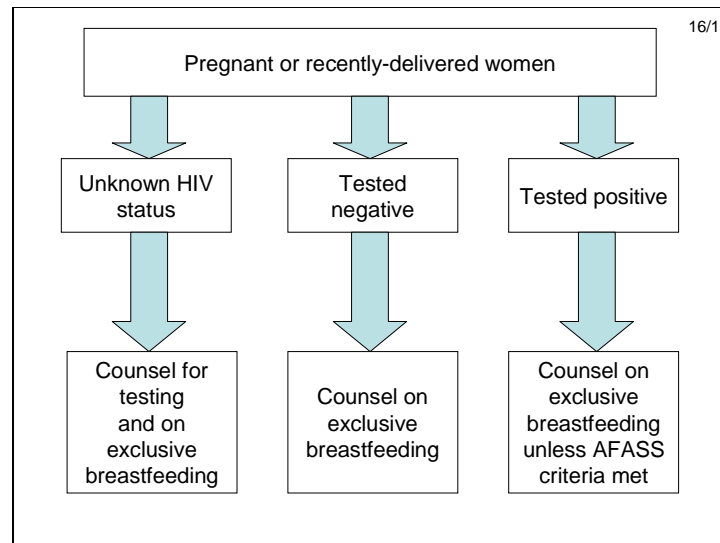 16/1
Pregnant or recently-delivered women
Unknown HIV
status
Tested
negative
Tested positive
Counsel for
testing
and on
exclusive
breastfeeding
Counsel on
exclusive
breastfeeding
Counsel on
exclusive
breastfeeding
unless AFASS
criteria met